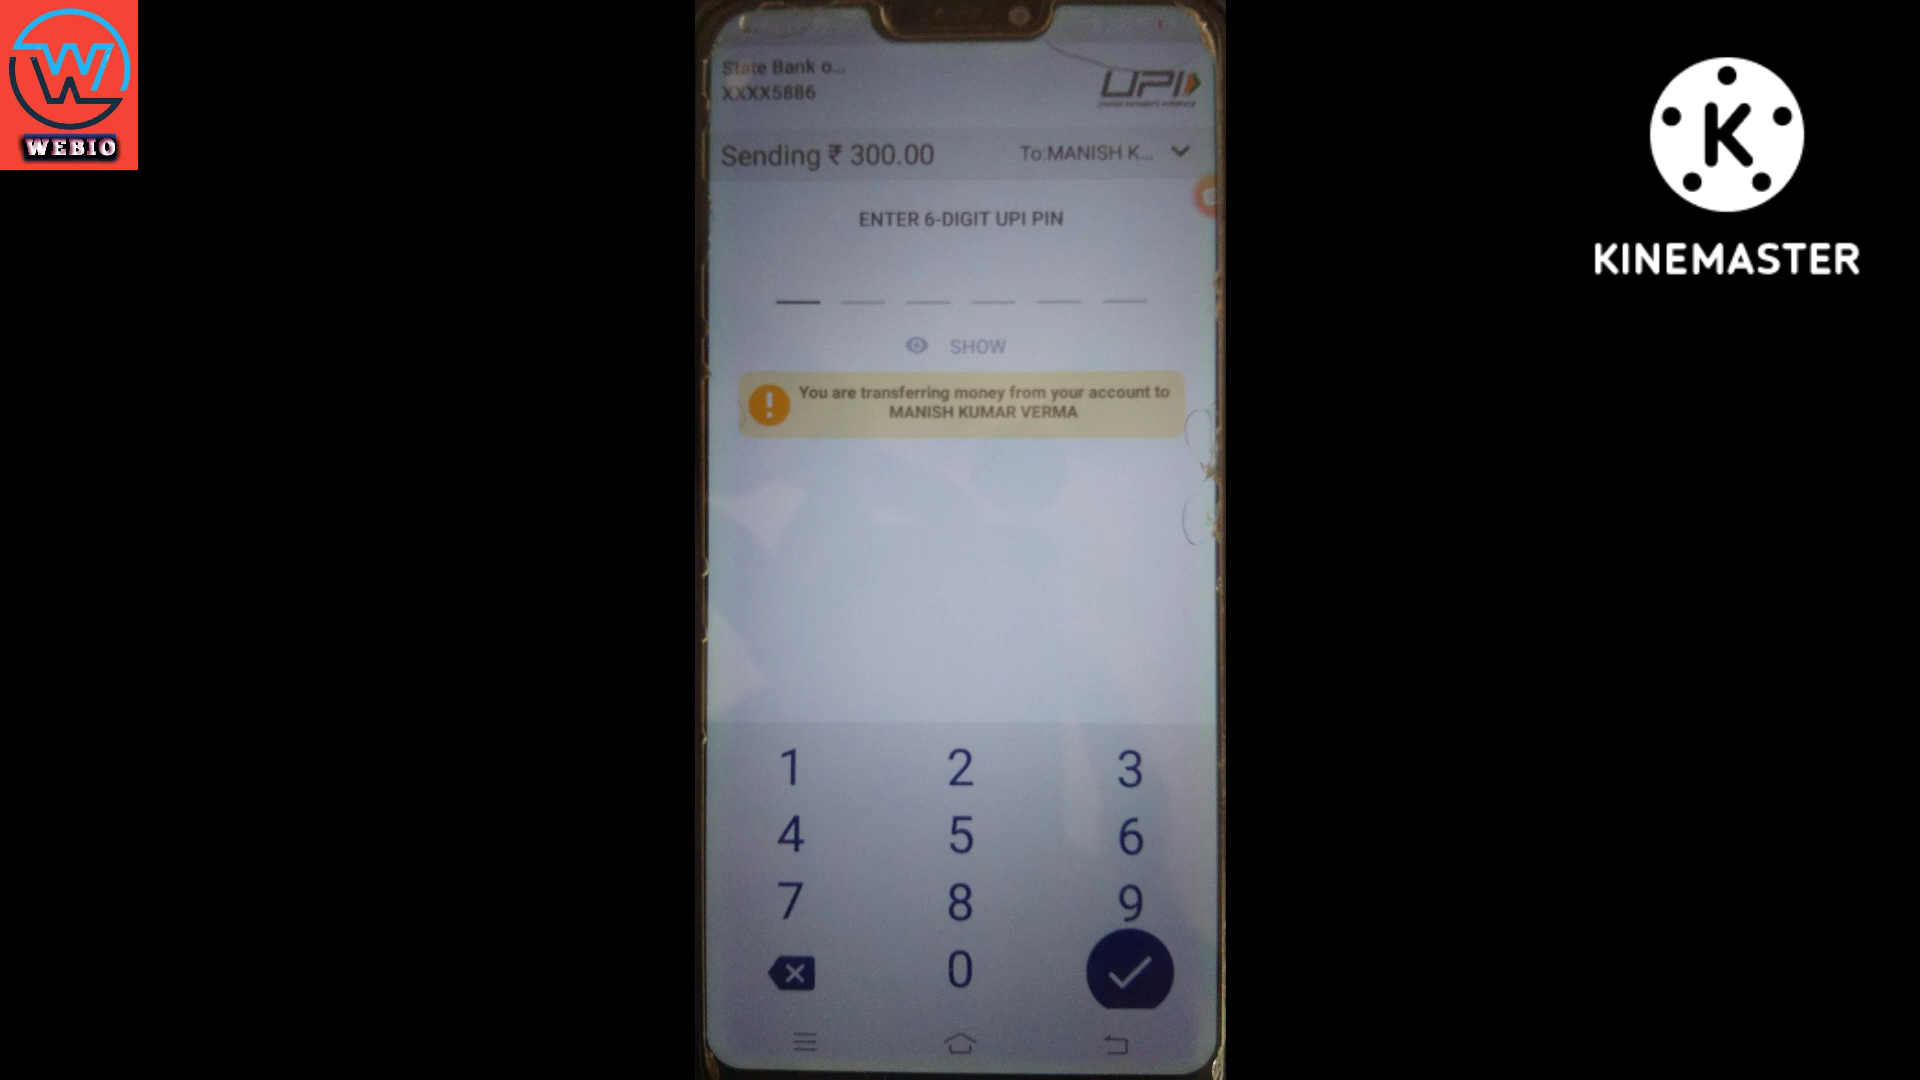 WEBIO
State Bank o...
XXXX5886
UPI
Sending ₹ 300.00
To:MANISH K...
ENTER 6-DIGIT UPI PIN
SHOW
You are transferring money from your account to
MANISH KUMAR VERMA
1 2 3
4 5 6
7 8 9
0
K
KINEMASTER